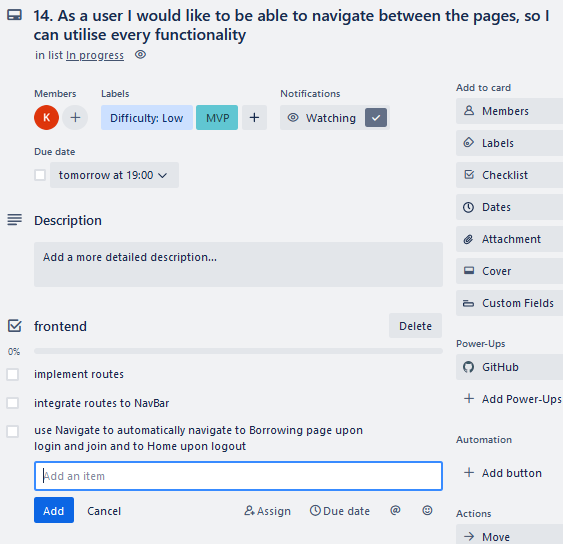 14. As a user I would like to be able to navigate between the pages, so I
can utilise every functionality
in list In progress
Members
Labels
Notifications
K
+
Difficulty: Low
MVP
+
Watching
Due date
tomorrow at 19:00
Description
Add a more detailed description...
frontend
Delete
0%
implement routes
integrate routes to NavBar
use Navigate to automatically navigate to Borrowing page upon
login and join and to Home upon logout
Add an item
Add
Cancel
Assign
Due date
@
Add to card
Members
Labels
Checklist
Dates
Attachment
Cover
Custom Fields
Power-Ups
GitHub
+ Add Power-Ups
Automation
+ Add button
Actions
→ Move